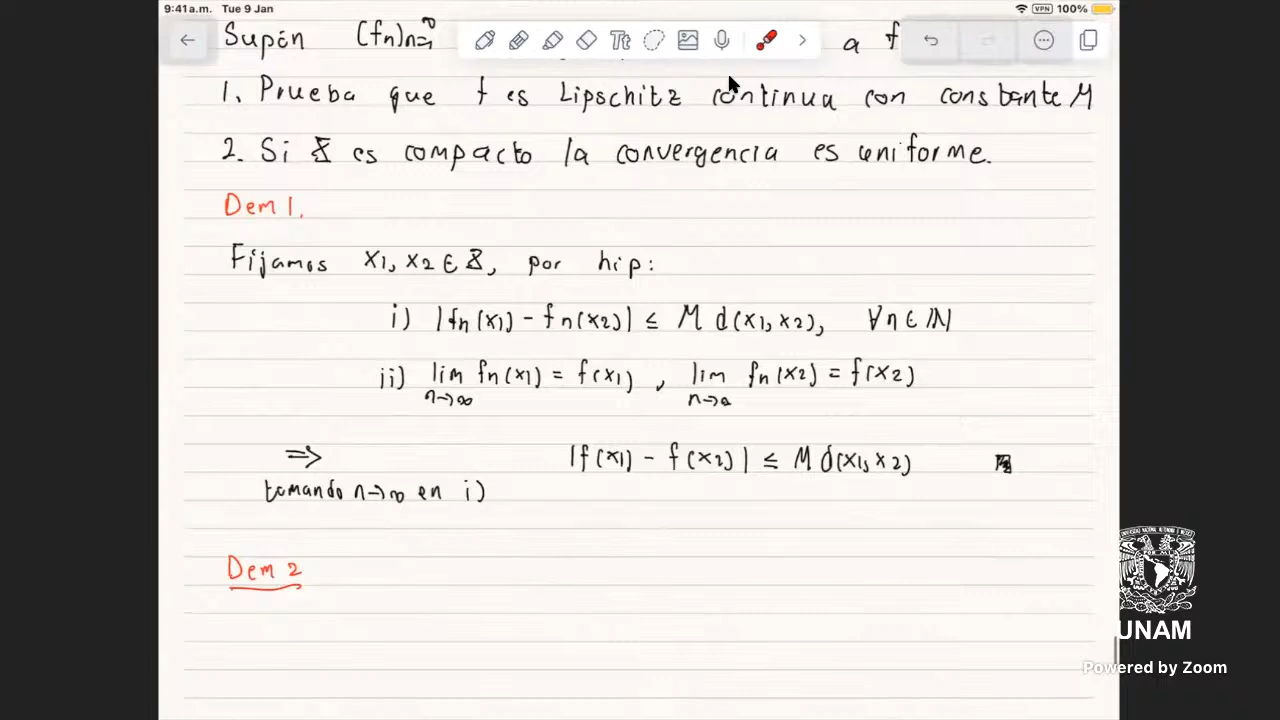 9:41a.m. Tue 9 Jan
VPN 100%
Supón (fn)n=1^∞ a f
1. Prueba que f es Lipschitz continua con constante M
2. Si X es compacto la convergencia es uniforme.
Dem 1.
Fijamos x1, x2 ∈ X, por hip:
i) |fn(x1) - fn(x2)| ≤ M d(x1, x2), ∀n ∈ ℕ
ii) lim n→∞ fn(x1) = f(x1), lim n→∞ fn(x2) = f(x2)
⇒ |f(x1) - f(x2)| ≤ M d(x1, x2)
tomando n→∞ en i)
Dem 2
UNAM
Powered by Zoom